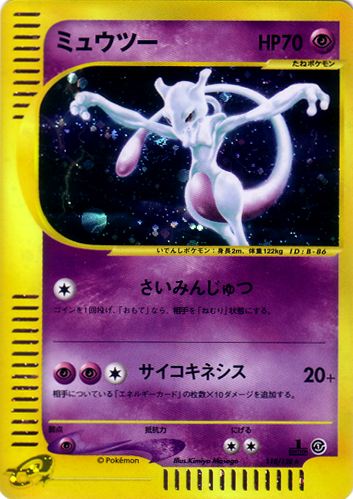 ミュウツー HP70
たねポケモン
いでんしポケモン：身長2m、体重122kg ID:B-86
さいみんじゅつ
コインを1回投げ、「おもて」なら、相手を「ねむり」状態にする。
サイコキネシス 20+
相手についている「エネルギーカード」の枚数×10ダメージを追加する。
弱点 抵抗力 にげる
©Pokémon Illus.Kimiya Masago